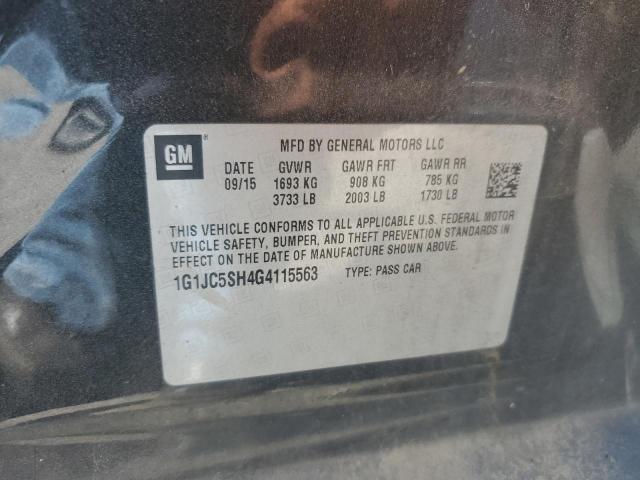 GM®
MFD BY GENERAL MOTORS LLC
DATE GVWR GAWR FRT GAWR RR
09/15 1693 KG 908 KG 785 KG
3733 LB 2003 LB 1730 LB
THIS VEHICLE CONFORMS TO ALL APPLICABLE U.S. FEDERAL MOTOR
VEHICLE SAFETY, BUMPER, AND THEFT PREVENTION STANDARDS IN
EFFECT ON THE DATE OF MANUFACTURE SHOWN ABOVE.
1G1JC5SH4G4115563 TYPE: PASS CAR